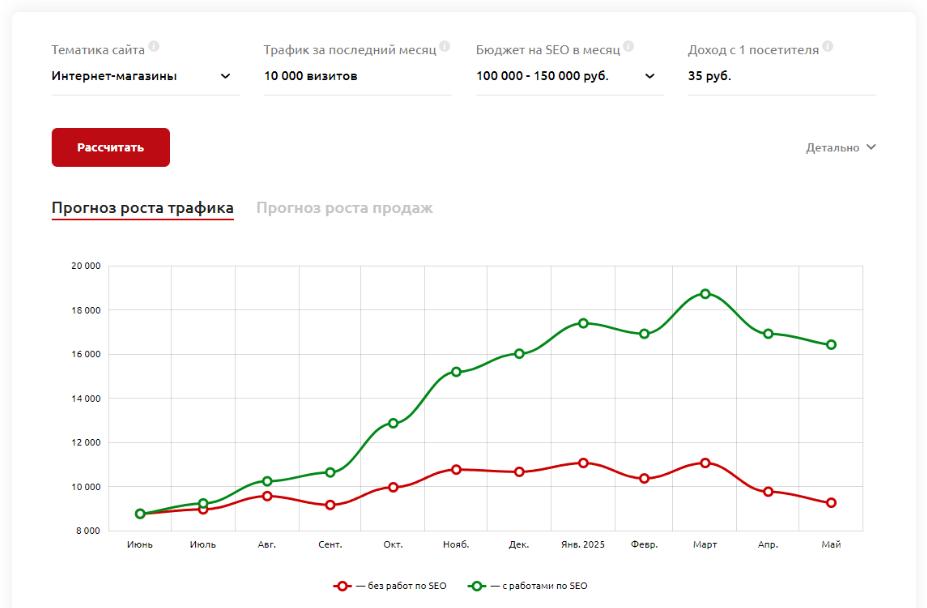 Тематика сайта
Трафик за последний месяц
Бюджет на SEO в месяц
Доход с 1 посетителя
Интернет-магазины
10 000 визитов
100 000 - 150 000 руб.
35 руб.
Рассчитать
Детально
Прогноз роста трафика
Прогноз роста продаж
20 000
18 000
16 000
14 000
12 000
10 000
8 000
Июнь Июль Авг. Сент. Окт. Нояб. Дек. Янв. 2025 Февр. Март Апр. Май
— без работ по SEO — с работами по SEO